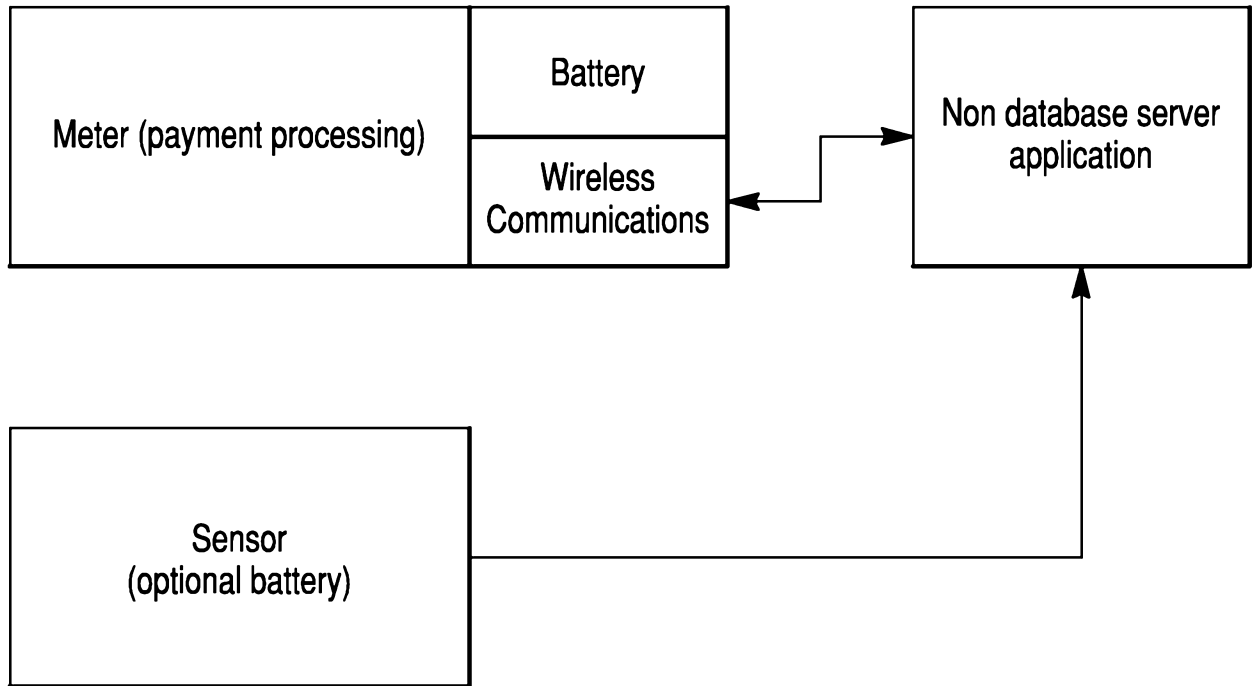 Meter (payment processing)
Battery
Wireless
Communications
Non database server
application
Sensor
(optional battery)